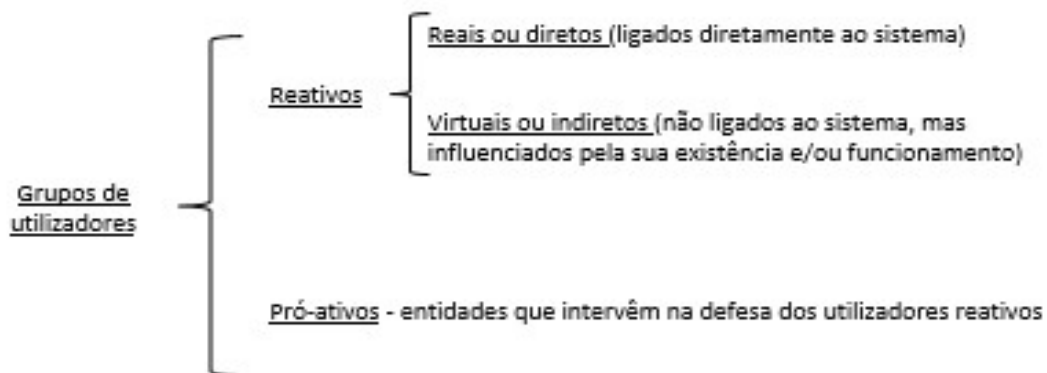 Grupos de
utilizadores
Reativos
Reais ou diretos (ligados diretamente ao sistema)
Virtuais ou indiretos (não ligados ao sistema, mas
influenciados pela sua existência e/ou funcionamento)
Pró-ativos - entidades que intervêm na defesa dos utilizadores reativos